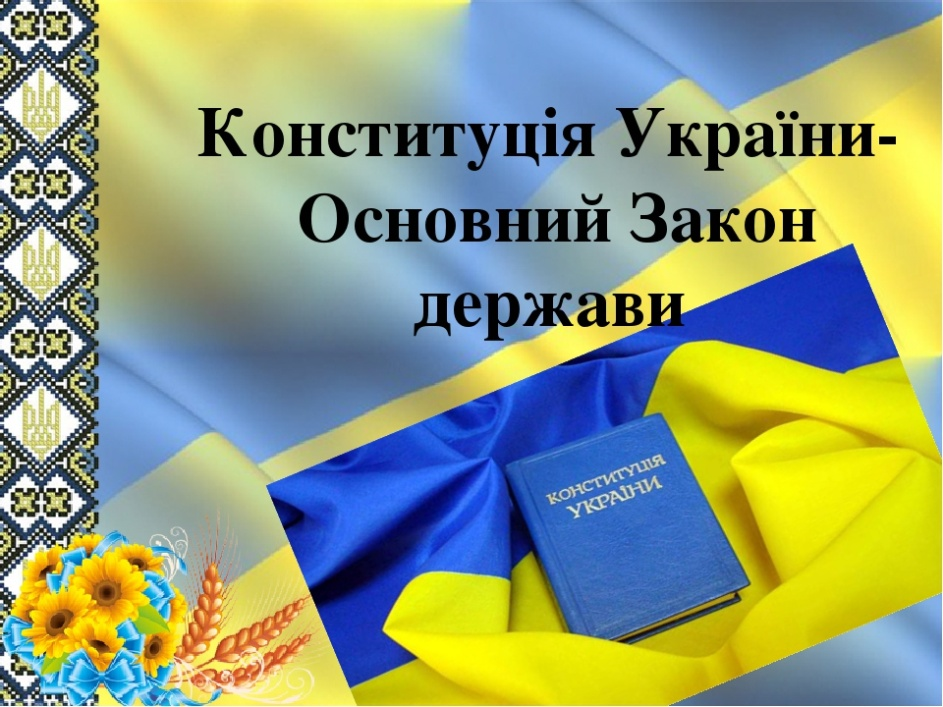 Конституція України-
Основний Закон
держави
КОНСТИТУЦІЯ
УКРАЇНИ